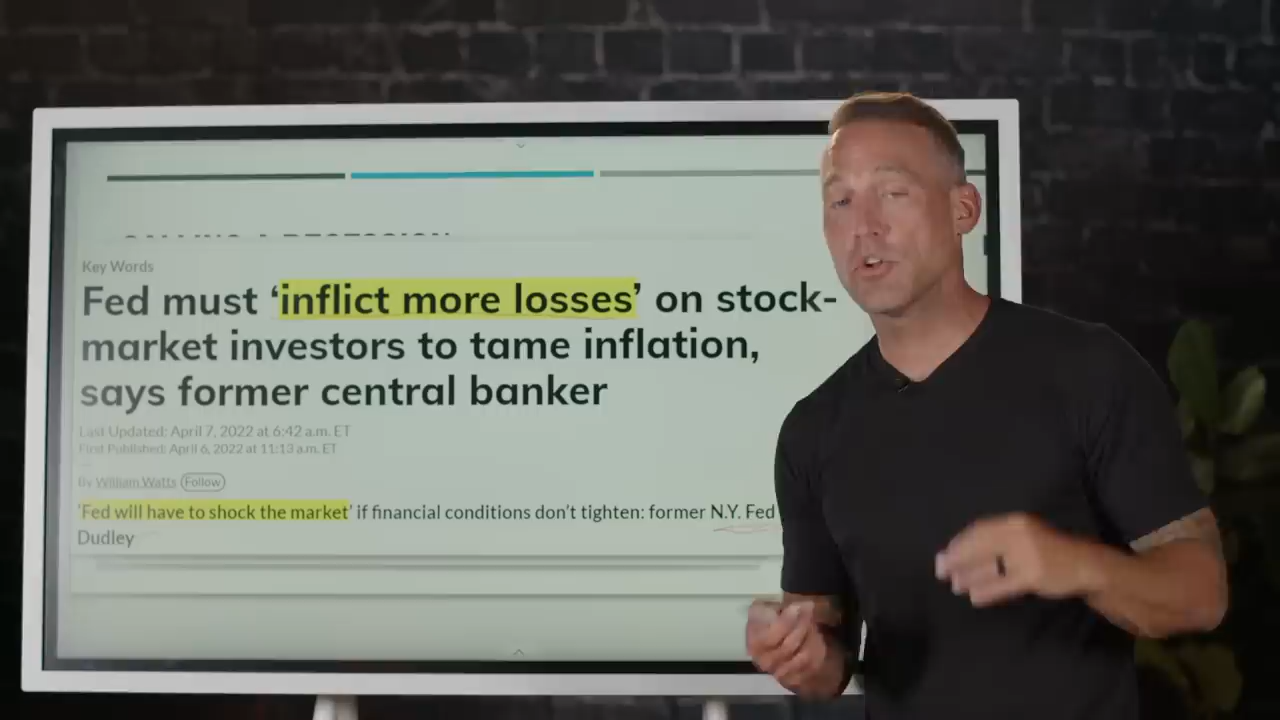 Key Words
Fed must ‘inflict more losses’ on stock-
market investors to tame inflation,
says former central banker
Last Updated: April 7, 2022 at 6:42 a.m. ET
First Published: April 6, 2022 at 11:13 a.m. ET
By William Watts Follow
‘Fed will have to shock the market’ if financial conditions don’t tighten: former N.Y. Fed
Dudley